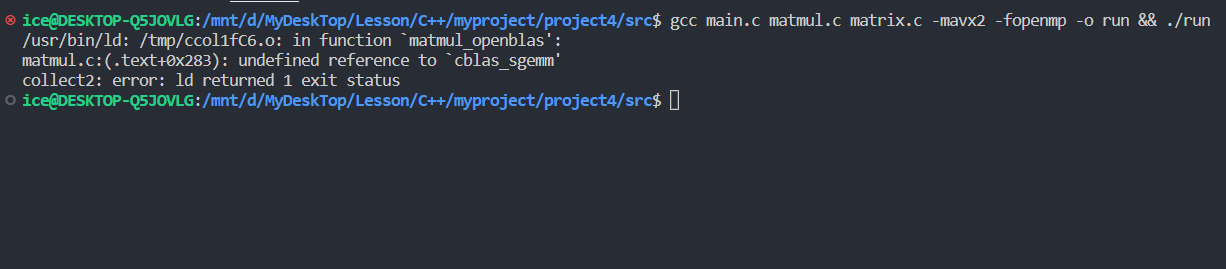 ice@DESKTOP-Q5JOVLG:/mnt/d/MyDeskTop/Lesson/C++/myproject/project4/src$ gcc main.c matmul.c matrix.c -mavx2 -fopenmp -o run && ./run
/usr/bin/ld: /tmp/ccol1fC6.o: in function `matmul_openblas':
matmul.c:(.text+0x283): undefined reference to `cblas_sgemm'
collect2: error: ld returned 1 exit status
ice@DESKTOP-Q5JOVLG:/mnt/d/MyDeskTop/Lesson/C++/myproject/project4/src$